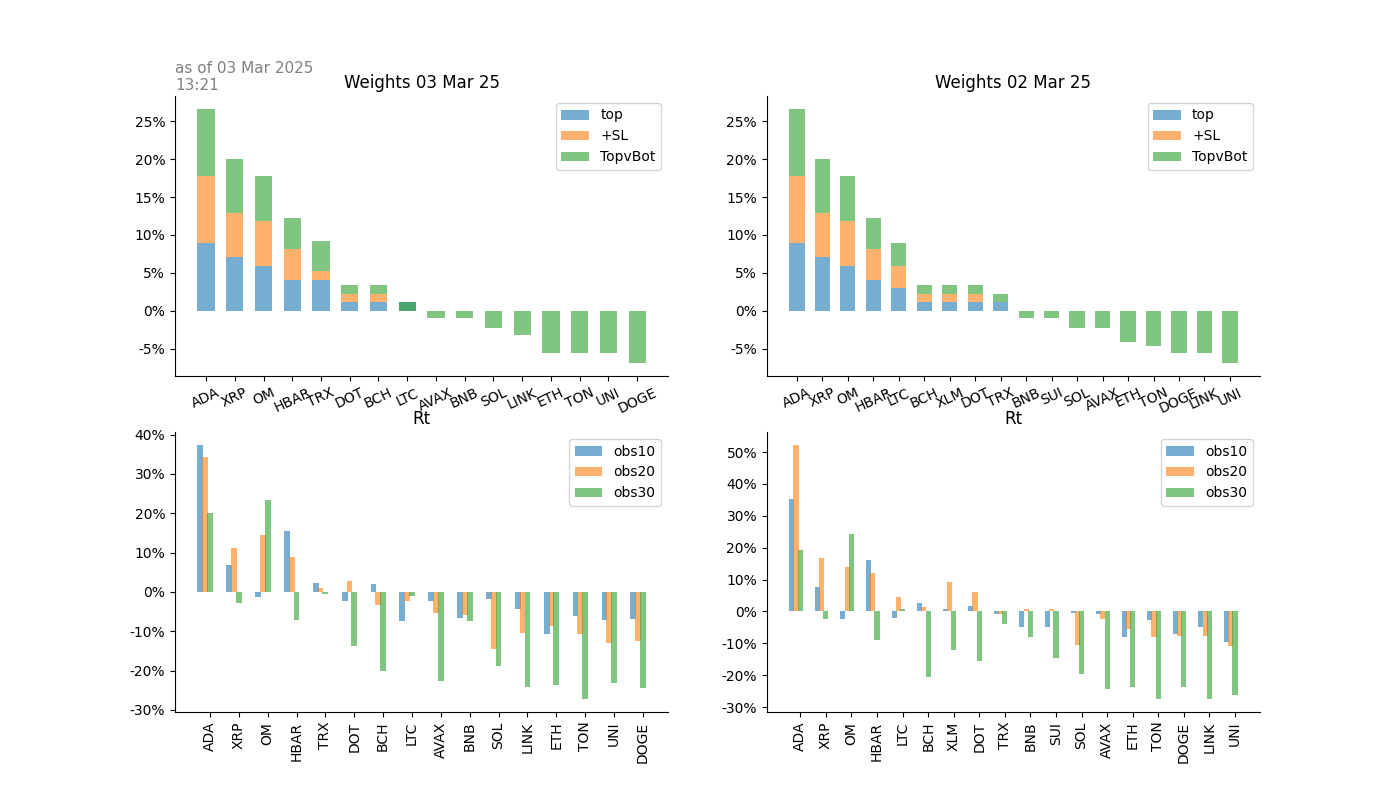 as of 03 Mar 2025
13:21
Weights 03 Mar 25
25%
20%
15%
10%
5%
0%
-5%
top
+SL
TopvBot
ADA XRP OM HBAR TRX DOT BCH LTC AVAX BNB SOL LINK ETH TON UNI DOGE
Weights 02 Mar 25
25%
20%
15%
10%
5%
0%
-5%
top
+SL
TopvBot
ADA XRP OM HBAR LTC BCH XLM DOT TRX BNB SUI SOL AVAX ETH TON DOGE LINK UNI
Rt
40%
30%
20%
10%
0%
-10%
-20%
-30%
obs10
obs20
obs30
ADA XRP OM HBAR TRX DOT BCH LTC AVAX BNB SOL LINK ETH TON UNI DOGE
Rt
50%
40%
30%
20%
10%
0%
-10%
-20%
-30%
obs10
obs20
obs30
ADA XRP OM HBAR LTC BCH XLM DOT TRX BNB SUI SOL AVAX ETH TON DOGE LINK UNI